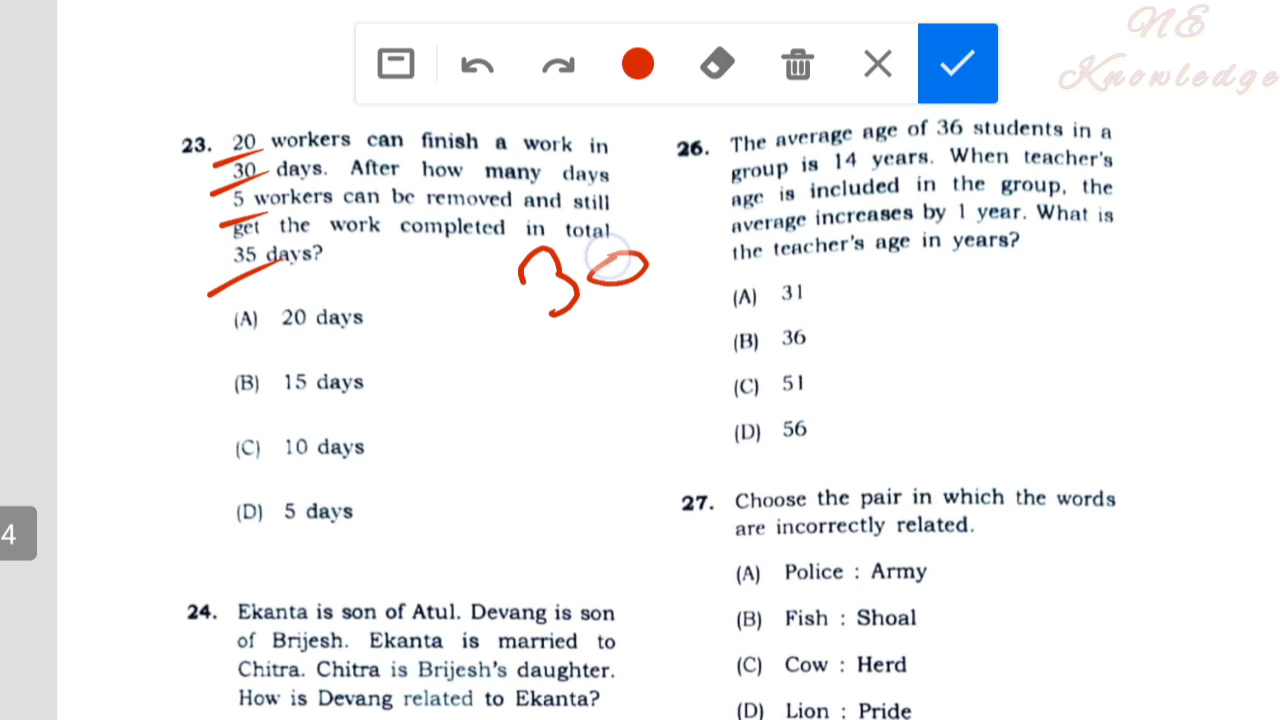 NE
Knowledge
23. 20 workers can finish a work in
30 days. After how many days
5 workers can be removed and still
get the work completed in total
35 days?
30
(A) 20 days
(B) 15 days
(C) 10 days
(D) 5 days
24. Ekanta is son of Atul. Devang is son
of Brijesh. Ekanta is married to
Chitra. Chitra is Brijesh's daughter.
How is Devang related to Ekanta?
4
26. The average age of 36 students in a
group is 14 years. When teacher's
age is included in the group, the
average increases by 1 year. What is
the teacher's age in years?
(A) 31
(B) 36
(C) 51
(D) 56
27. Choose the pair in which the words
are incorrectly related.
(A) Police : Army
(B) Fish : Shoal
(C) Cow : Herd
(D) Lion : Pride